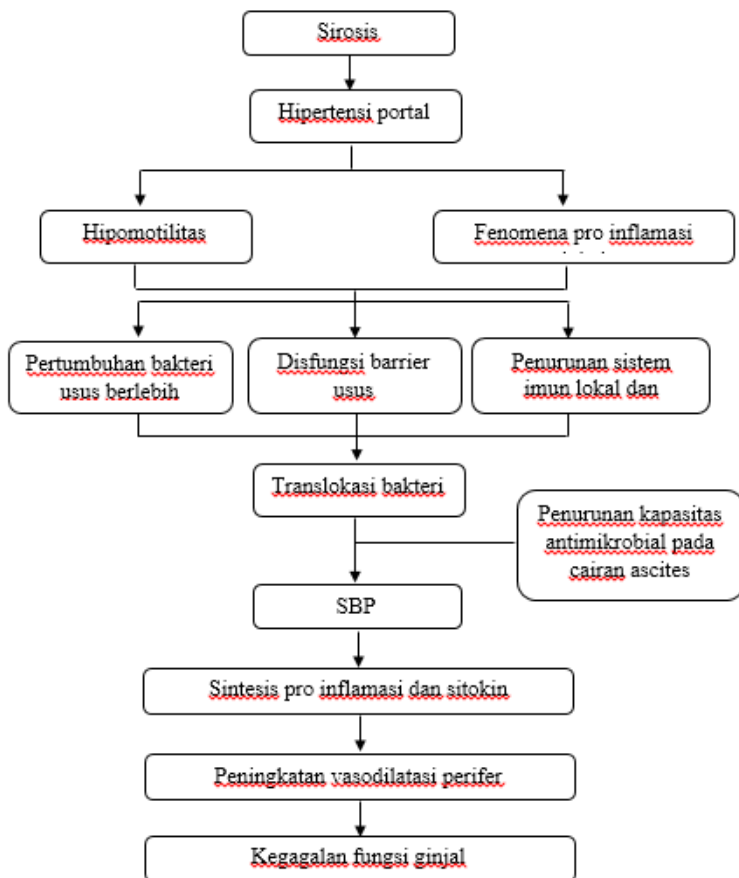 Sirosis
Hipertensi portal
Hipomotilitas
Fenomena pro inflamasi
Pertumbuhan bakteri
usus berlebih
Disfungsi barrier
usus
Penurunan sistem
imun lokal dan
Translokasi bakteri
Penurunan kapasitas
antimikrobial pada
cairan ascites
SBP
Sintesis pro inflamasi dan sitokin
Peningkatan vasodilatasi perifer
Kegagalan fungsi ginjal